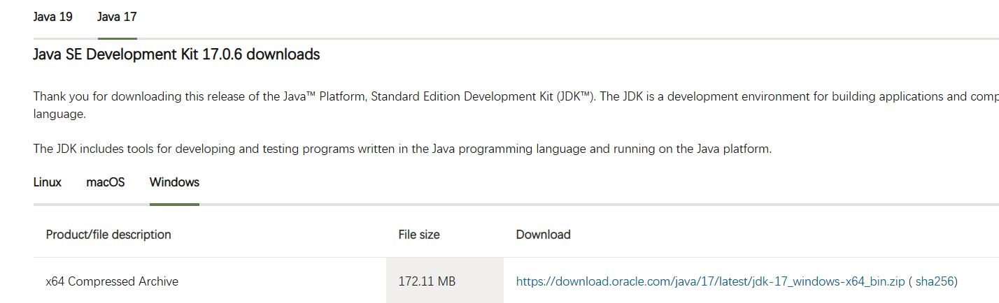 Java 19 Java 17
Java SE Development Kit 17.0.6 downloads
Thank you for downloading this release of the Java™ Platform, Standard Edition Development Kit (JDK™). The JDK is a development environment for building applications and comp
language.
The JDK includes tools for developing and testing programs written in the Java programming language and running on the Java platform.
Linux macOS Windows
Product/file description File size Download
x64 Compressed Archive 172.11 MB https://download.oracle.com/java/17/latest/jdk-17_windows-x64_bin.zip ( sha256)